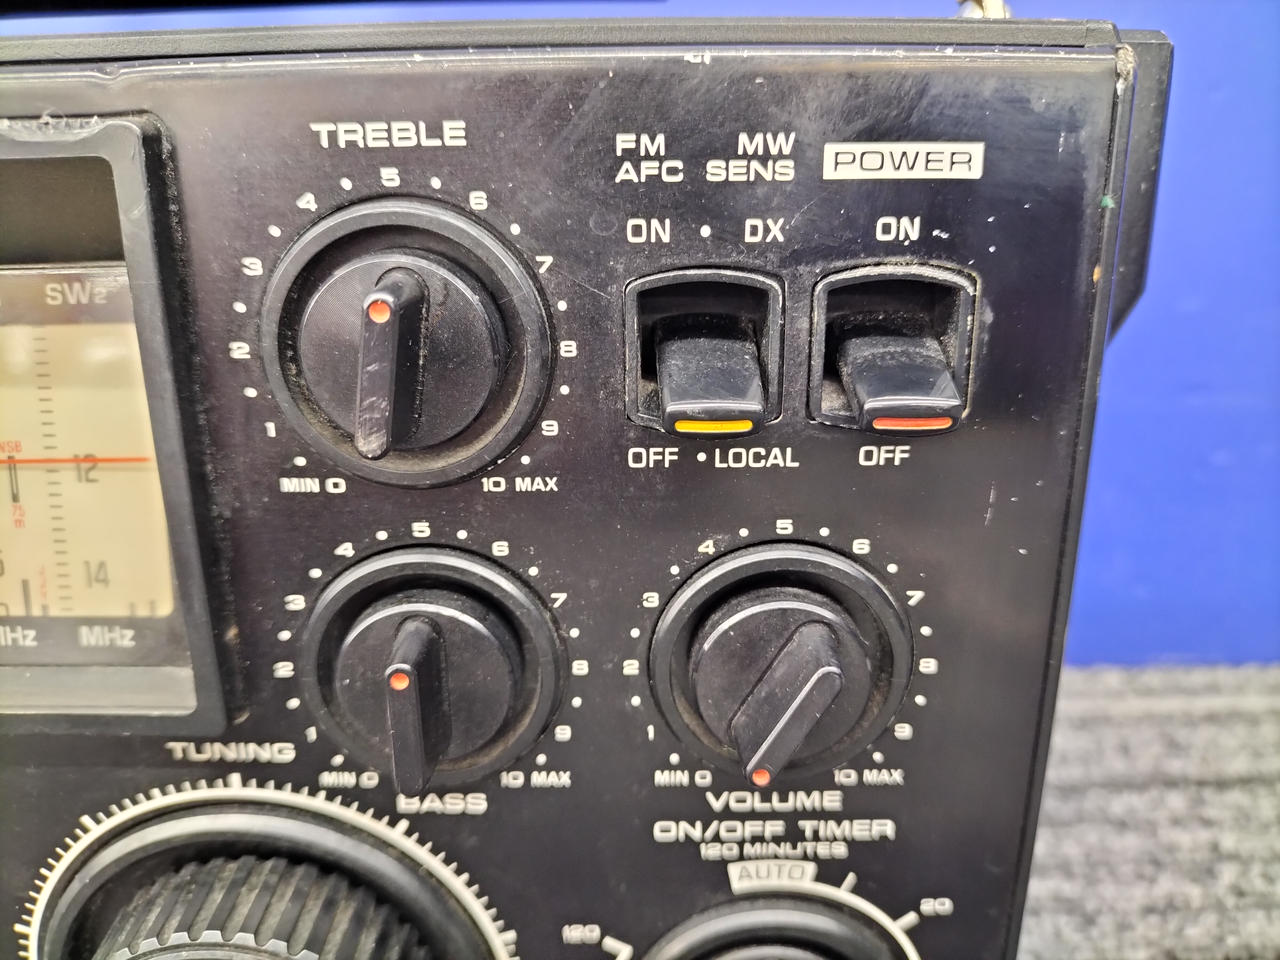 TREBLE
4 5 6
3 7
2 8
1 9
MIN 0 10 MAX
FM MW
AFC SENS
POWER
ON • DX
ON
OFF • LOCAL
OFF
SW2
12
14
MHz
75
m
4 5 6
3 7
2 8
1 9
MIN 0 10 MAX
BASS
4 5 6
3 7
2 8
1 9
MIN 0 10 MAX
VOLUME
TUNING
ON/OFF TIMER
120 MINUTES
AUTO
20
120